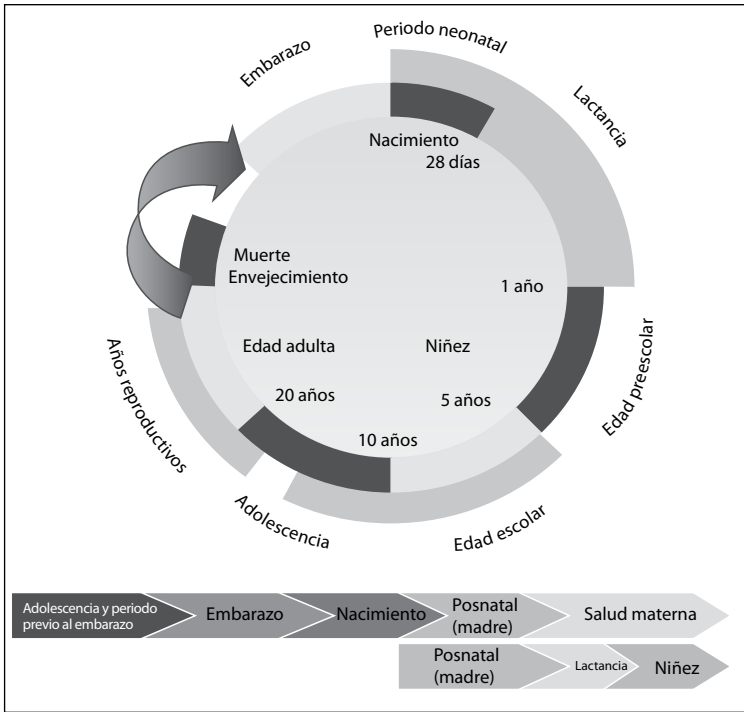 Periodo neonatal
Embarazo
Lactancia
Nacimiento
28 días
Muerte
Envejecimiento
1 año
Edad adulta
Niñez
Años reproductivos
Edad preescolar
20 años
5 años
10 años
Adolescencia
Edad escolar
Adolescencia y periodo
previo al embarazo
Embarazo
Nacimiento
Posnatal
(madre)
Salud materna
Posnatal
(madre)
Lactancia
Niñez